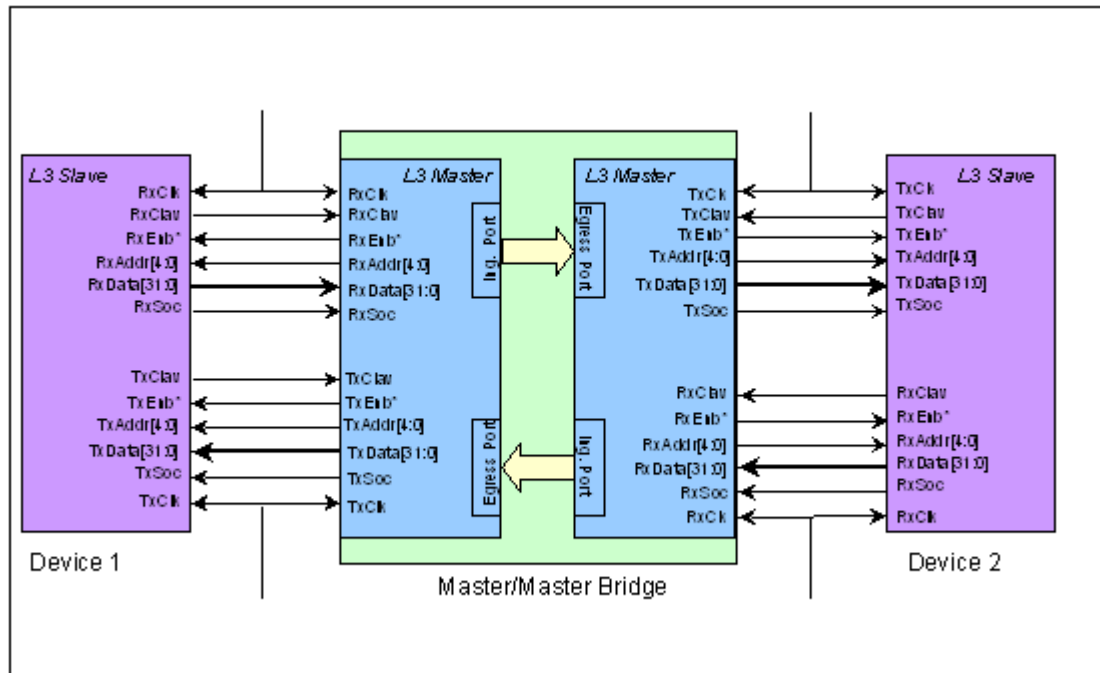 L3 Slave
RxClk
RxClav
RxEnb*
RxAddr[4:0]
RxData[31:0]
RxSoc
TxClav
TxEnb*
TxAddr[4:0]
TxData[31:0]
TxSoc
TxClk
Device 1
L3 Master
RxClk
RxClav
RxEnb*
RxAddr[4:0]
RxData[31:0]
RxSoc
Ing. Port
TxClav
TxEnb*
TxAddr[4:0]
TxData[31:0]
TxSoc
TxClk
Egress Port
L3 Master
Egress Port
TxClk
TxClav
TxEnb*
TxAddr[4:0]
TxData[31:0]
TxSoc
Ing. Port
RxClav
RxEnb*
RxAddr[4:0]
RxData[31:0]
RxSoc
RxClk
Master/Master Bridge
L3 Slave
TxClk
TxClav
TxEnb*
TxAddr[4:0]
TxData[31:0]
TxSoc
RxClav
RxEnb*
RxAddr[4:0]
RxData[31:0]
RxSoc
RxClk
Device 2